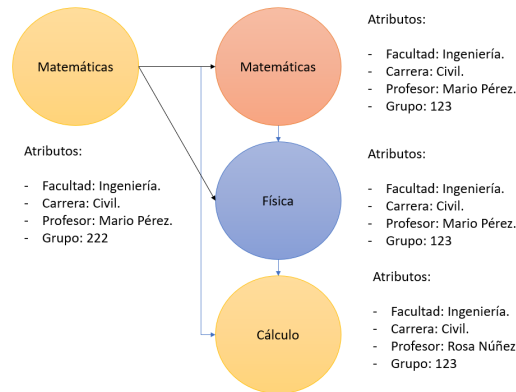 Matemáticas
Atributos:
- Facultad: Ingeniería.
- Carrera: Civil.
- Profesor: Mario Pérez.
- Grupo: 222
Matemáticas
Atributos:
- Facultad: Ingeniería.
- Carrera: Civil.
- Profesor: Mario Pérez.
- Grupo: 123
Física
Atributos:
- Facultad: Ingeniería.
- Carrera: Civil.
- Profesor: Mario Pérez.
- Grupo: 123
Cálculo
Atributos:
- Facultad: Ingeniería.
- Carrera: Civil.
- Profesor: Rosa Núñez
- Grupo: 123